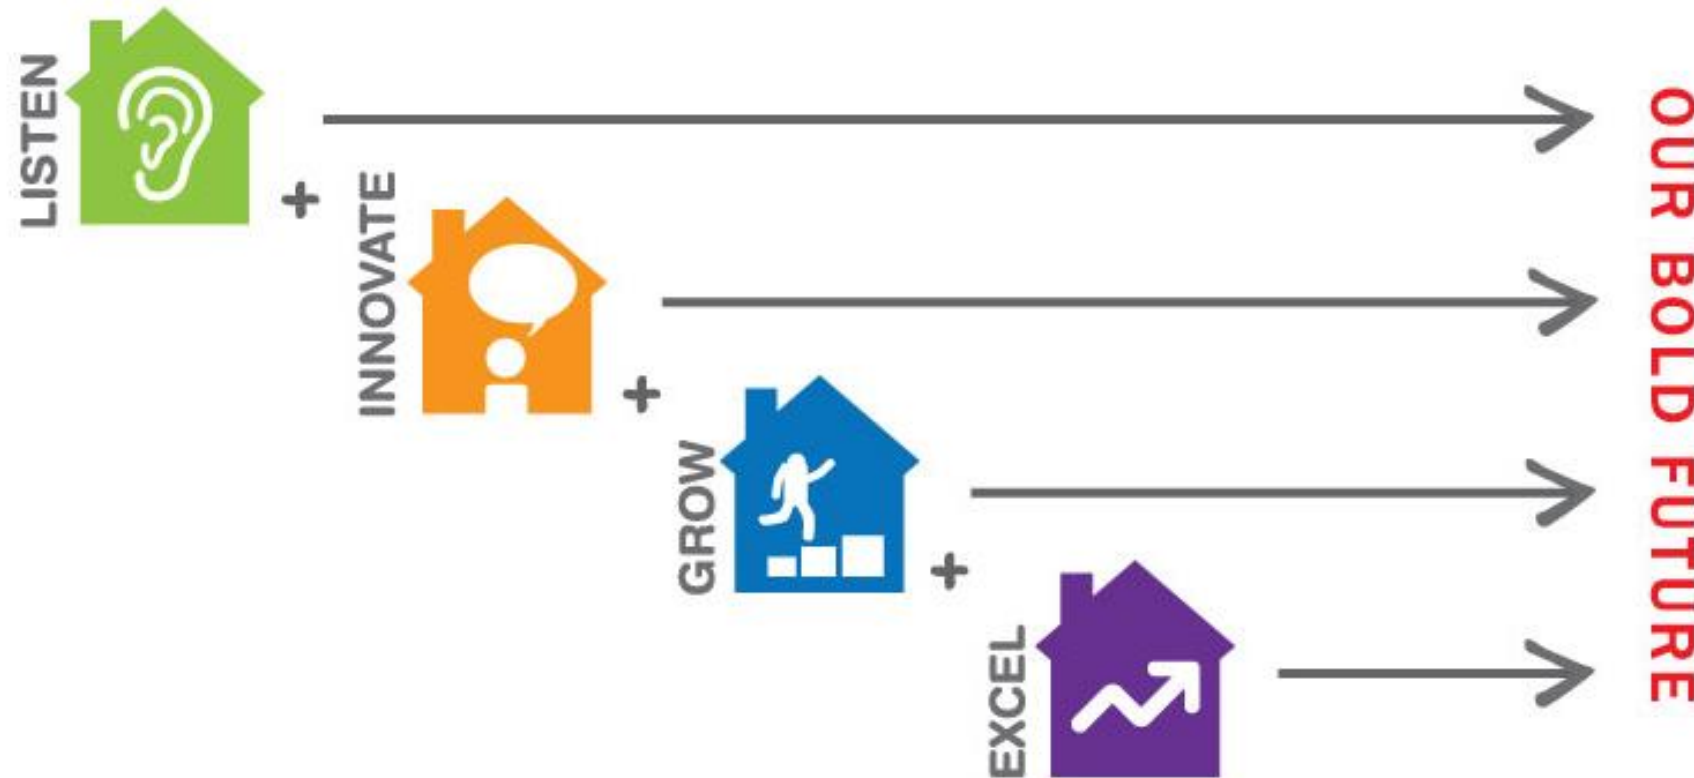 LISTEN
+
INNOVATE
+
GROW
+
EXCEL
OUR BOLD FUTURE